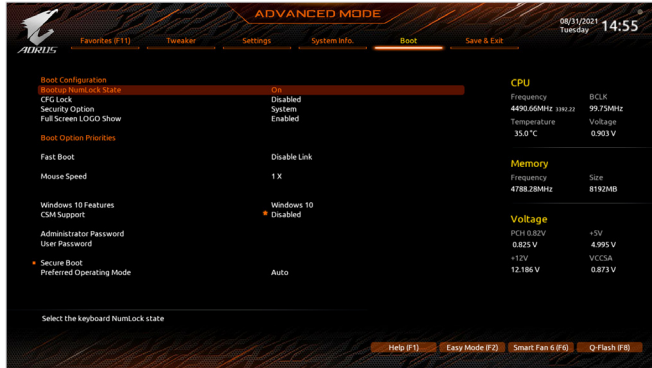 ADVANCED MODE
08/31/2021 Tuesday 14:55
AORUS
Favorites (F11) Tweaker Settings System Info. Boot Save & Exit
Boot Configuration
Bootup NumLock State On
CFG Lock Disabled
Security Option System
Full Screen LOGO Show Enabled
Boot Option Priorities
Fast Boot Disable Link
Mouse Speed 1 X
Windows 10 Features Windows 10
CSM Support Disabled
Administrator Password
User Password
Secure Boot
Preferred Operating Mode Auto
CPU
Frequency BCLK
4490.66MHz 3392.22 99.75MHz
Temperature Voltage
35.0 °C 0.903 V
Memory
Frequency Size
4788.28MHz 8192MB
Voltage
PCH 0.82V +5V
0.825 V 4.995 V
+12V VCCSA
12.186 V 0.873 V
Select the keyboard NumLock state
Help (F1) Easy Mode (F2) Smart Fan 6 (F6) Q-Flash (F8)